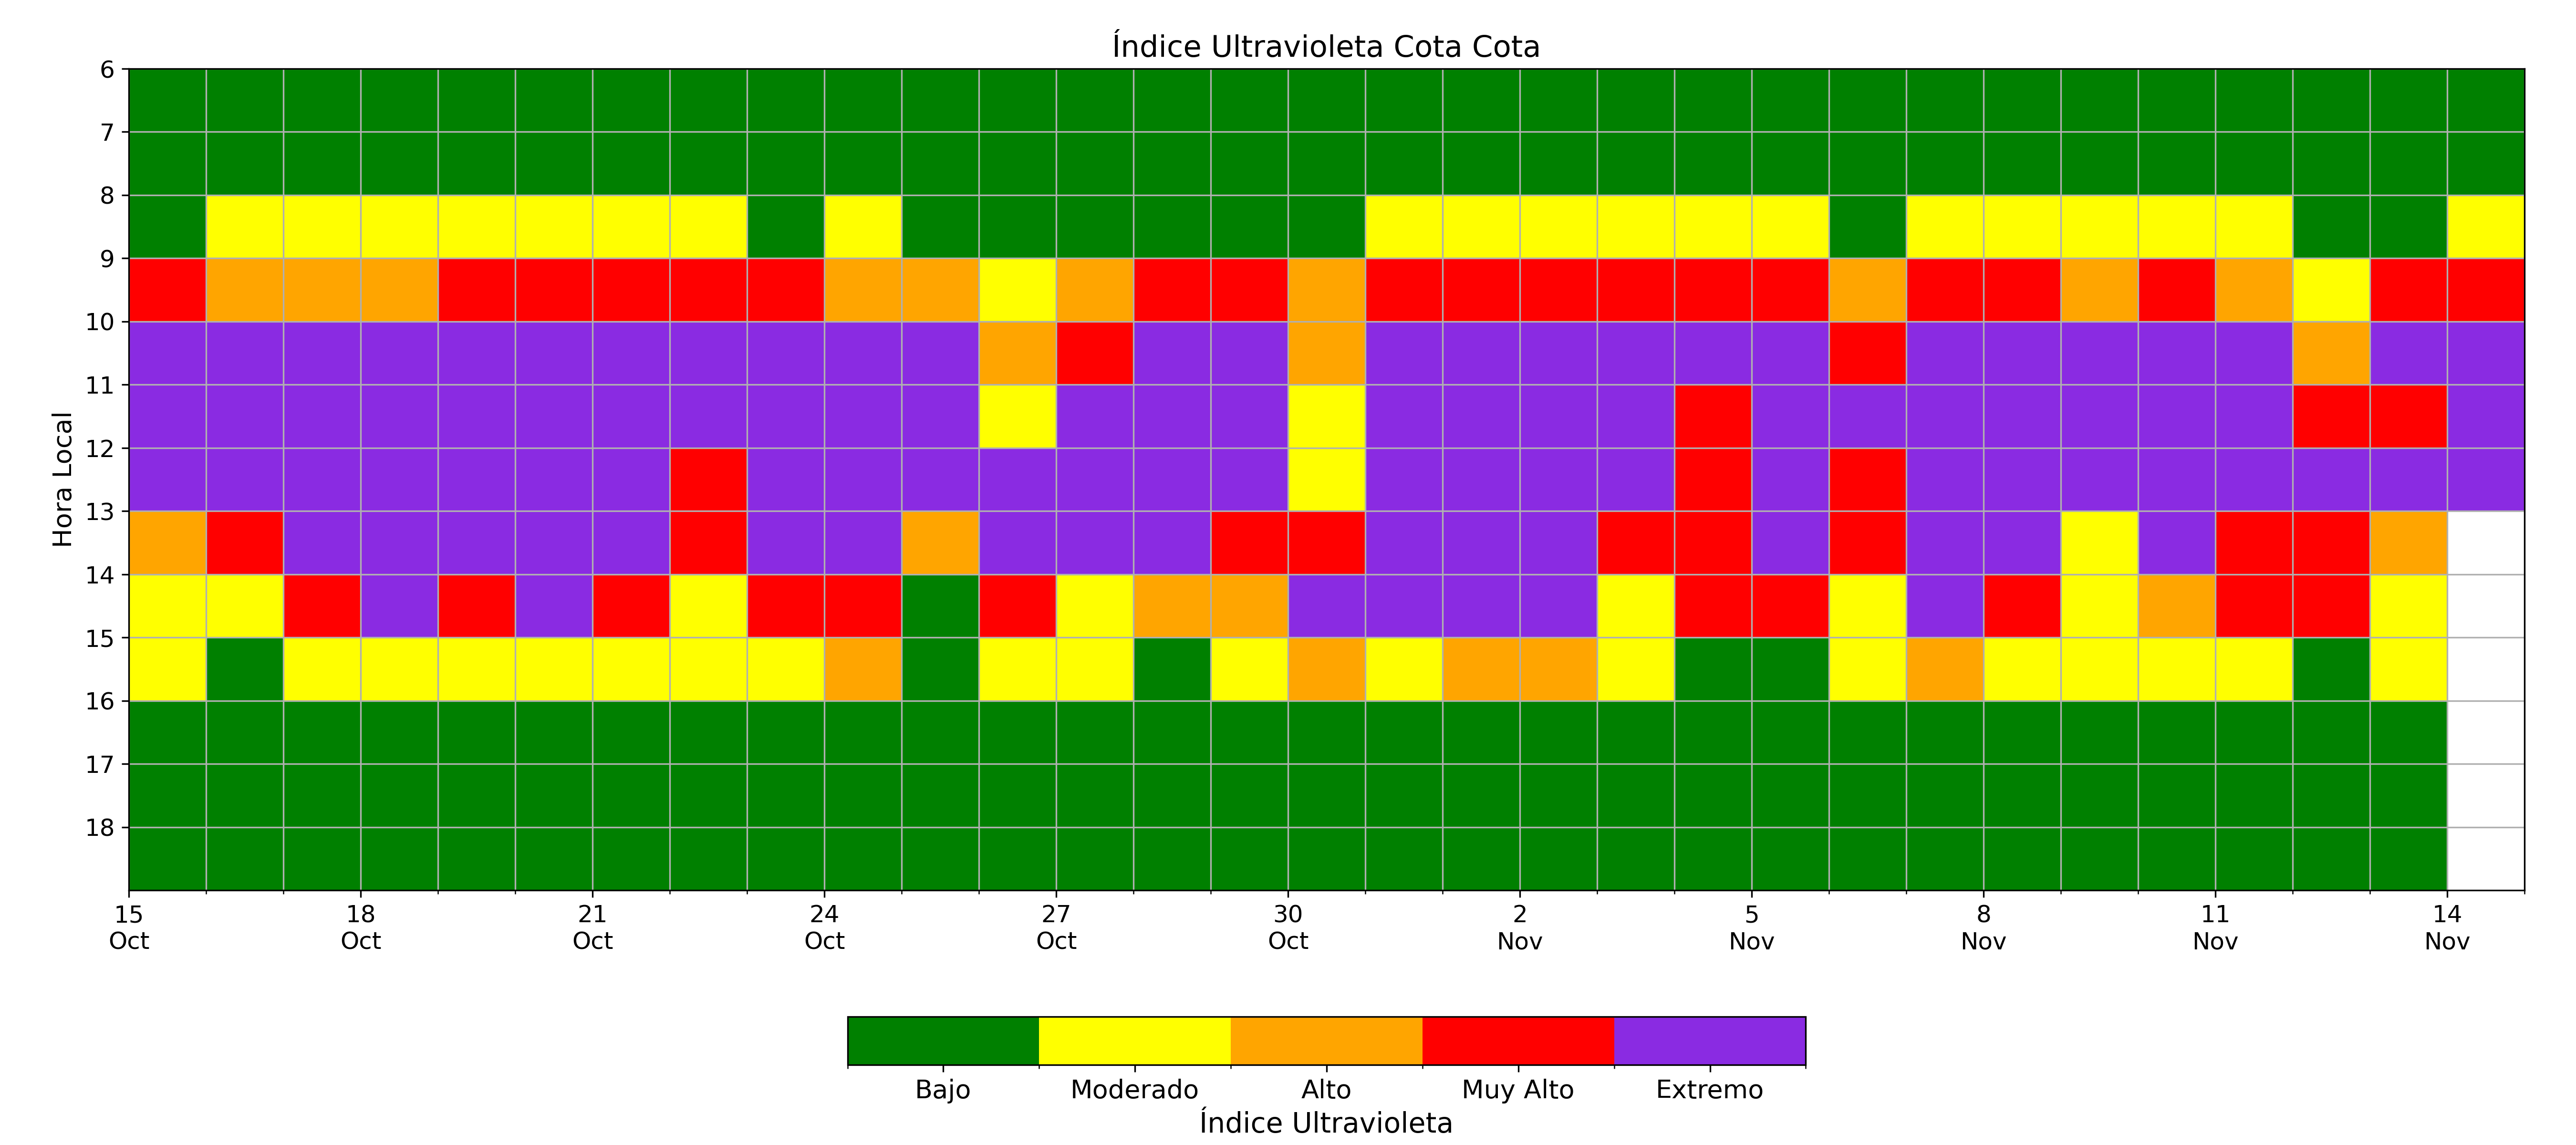 Índice Ultravioleta Cota Cota
Hora Local
6
7
8
9
10
11
12
13
14
15
16
17
18
15 18 21 24 27 30 2 5 8 11 14
Oct Oct Oct Oct Oct Oct Nov Nov Nov Nov Nov
Bajo Moderado Alto Muy Alto Extremo
Índice Ultravioleta